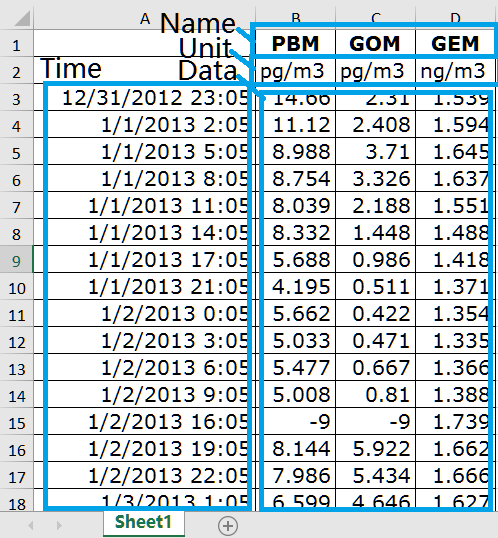 A B C D
Name
1 PBM GOM GEM
Unit
2 Time Data pg/m3 pg/m3 ng/m3
3 12/31/2012 23:05 14.66 2.31 1.539
4 1/1/2013 2:05 11.12 2.408 1.594
5 1/1/2013 5:05 8.988 3.71 1.645
6 1/1/2013 8:05 8.754 3.326 1.637
7 1/1/2013 11:05 8.039 2.188 1.551
8 1/1/2013 14:05 8.332 1.448 1.488
9 1/1/2013 17:05 5.688 0.986 1.418
10 1/1/2013 21:05 4.195 0.511 1.371
11 1/2/2013 0:05 5.662 0.422 1.354
12 1/2/2013 3:05 5.033 0.471 1.335
13 1/2/2013 6:05 5.477 0.667 1.366
14 1/2/2013 9:05 5.008 0.81 1.388
15 1/2/2013 16:05 -9 -9 1.739
16 1/2/2013 19:05 8.144 5.922 1.662
17 1/2/2013 22:05 7.986 5.434 1.666
18 1/3/2013 1:05 6.599 4.646 1.627
Sheet1